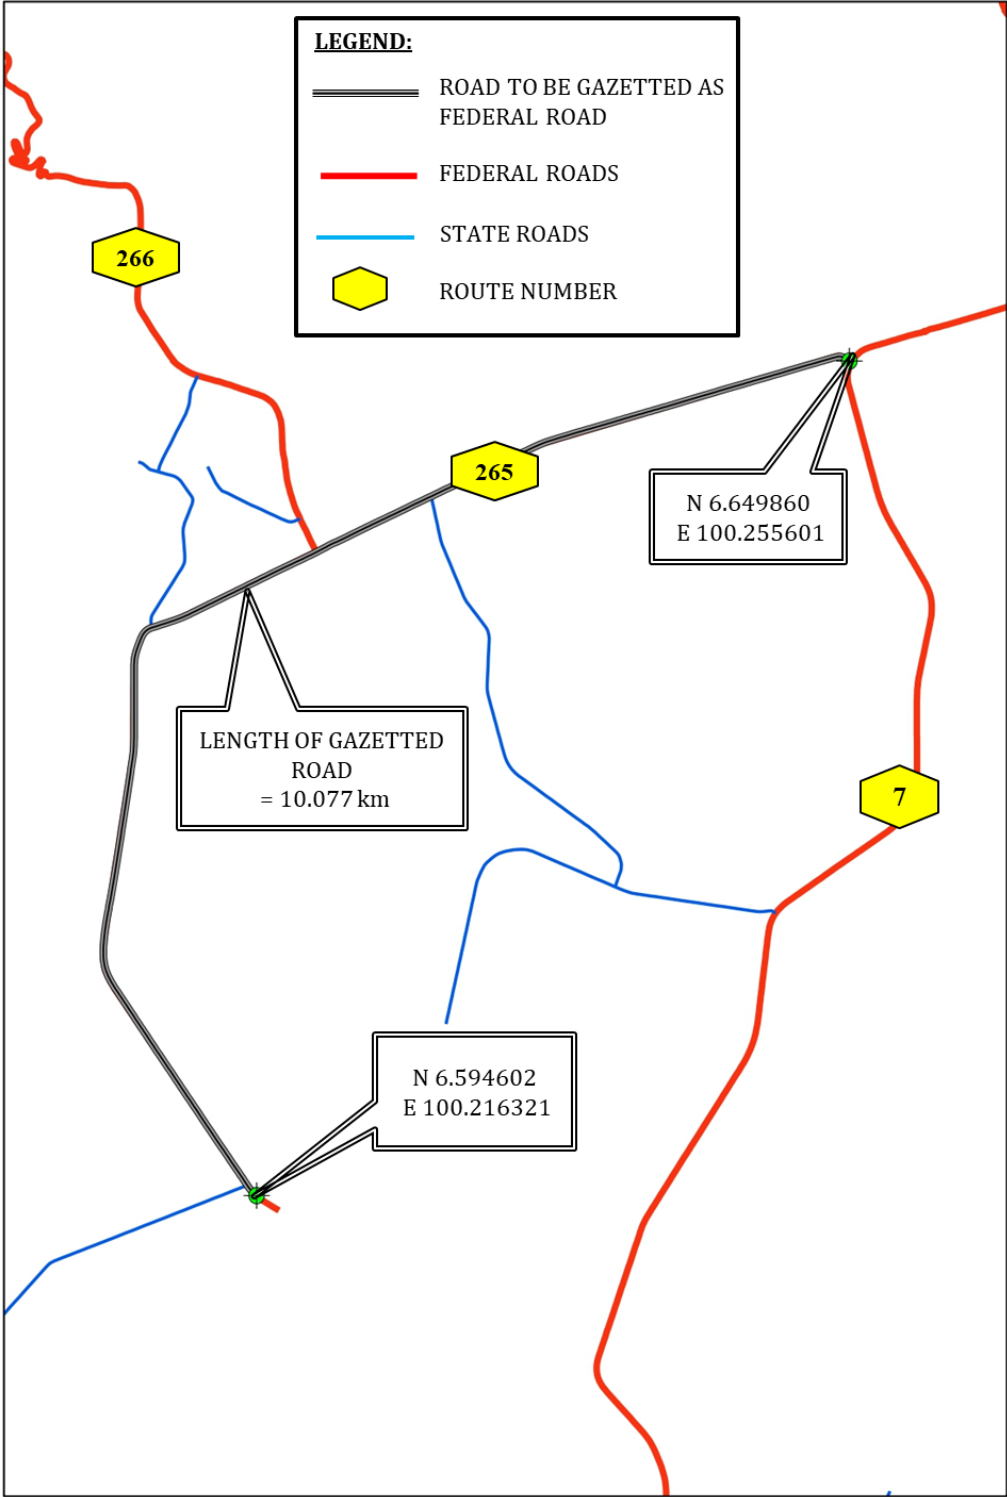 LEGEND:
ROAD TO BE GAZETTED AS
FEDERAL ROAD
FEDERAL ROADS
STATE ROADS
ROUTE NUMBER
266
265
N 6.649860
E 100.255601
LENGTH OF GAZETTED
ROAD
= 10.077 km
7
N 6.594602
E 100.216321